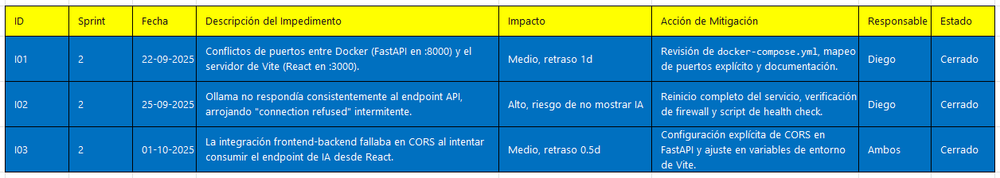 ID Sprint Fecha Descripción del Impedimento Impacto Acción de Mitigación Responsable Estado
I01 2 22-09-2025 Conflictos de puertos entre Docker (FastAPI en :8000) y el
servidor de Vite (React en :3000). Medio, retraso 1d Revisión de docker-compose.yml, mapeo
de puertos explícito y documentación. Diego Cerrado
I02 2 25-09-2025 Ollama no respondía consistentemente al endpoint API,
arrojando "connection refused" intermitente. Alto, riesgo de no mostrar IA Reinicio completo del servicio, verificación
de firewall y script de health check. Diego Cerrado
I03 2 01-10-2025 La integración frontend-backend fallaba en CORS al intentar
consumir el endpoint de IA desde React. Medio, retraso 0.5d Configuración explícita de CORS en
FastAPI y ajuste en variables de entorno
de Vite. Ambos Cerrado